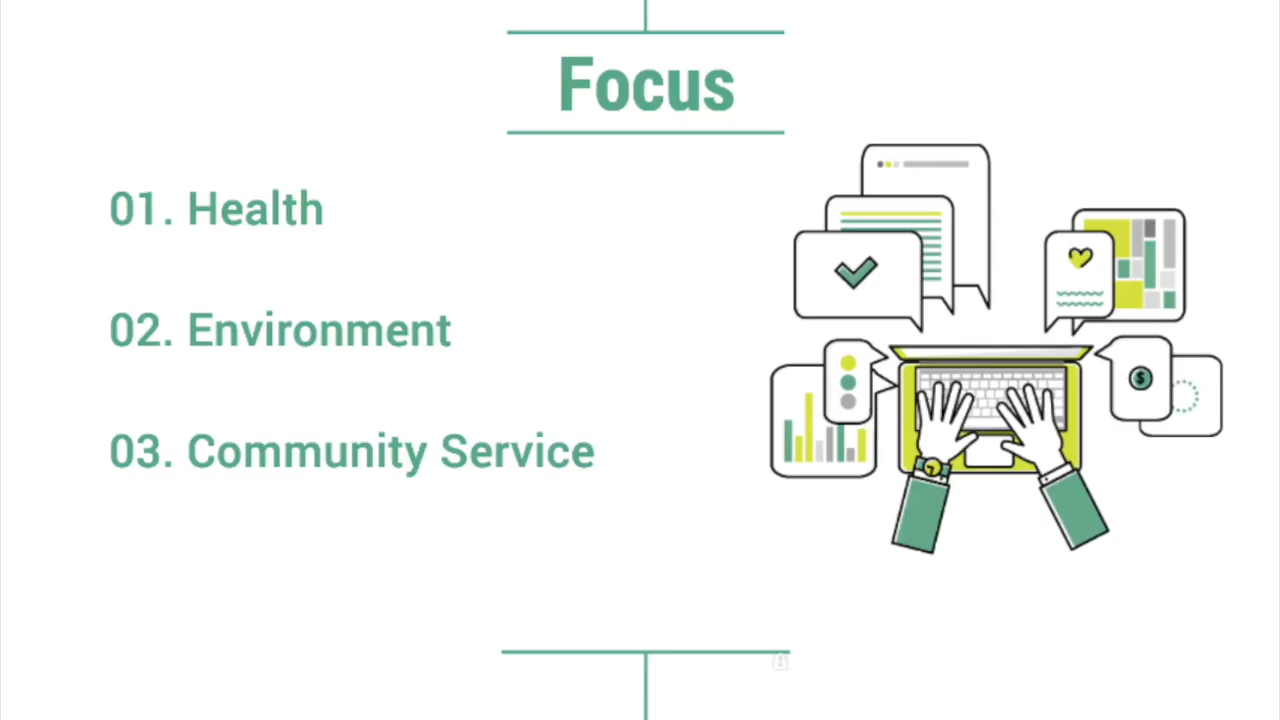 Focus
01. Health
02. Environment
03. Community Service
$